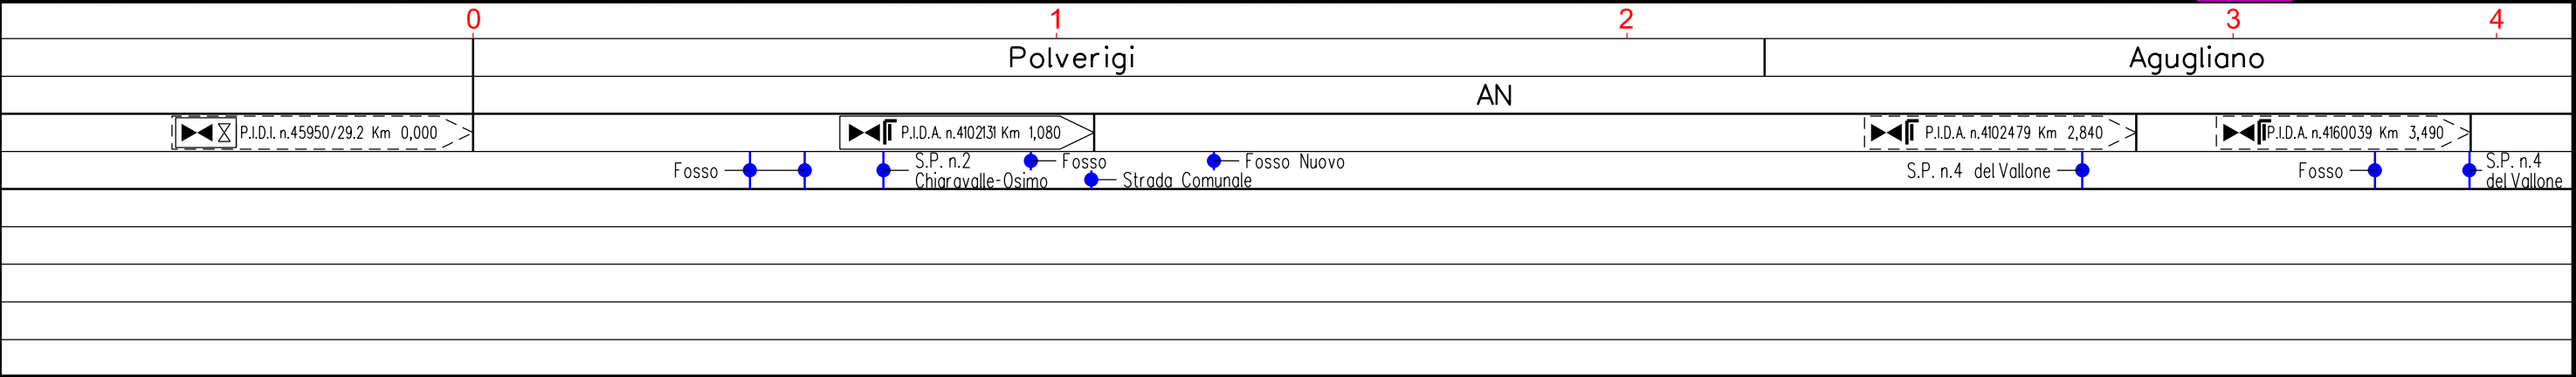 0 1 2 3 4
Polverigi Agugliano
AN
P.I.D.I. n.45950/29.2 Km 0,000 P.I.D.A. n.4102131 Km 1,080 P.I.D.A. n.4102479 Km 2,840 P.I.D.A. n.4160039 Km 3,490
Fosso
S.P. n.2
Chiaravalle-Osimo
Fosso
Strada Comunale
Fosso Nuovo
S.P. n.4 del Vallone
Fosso
S.P. n.4
del Vallone